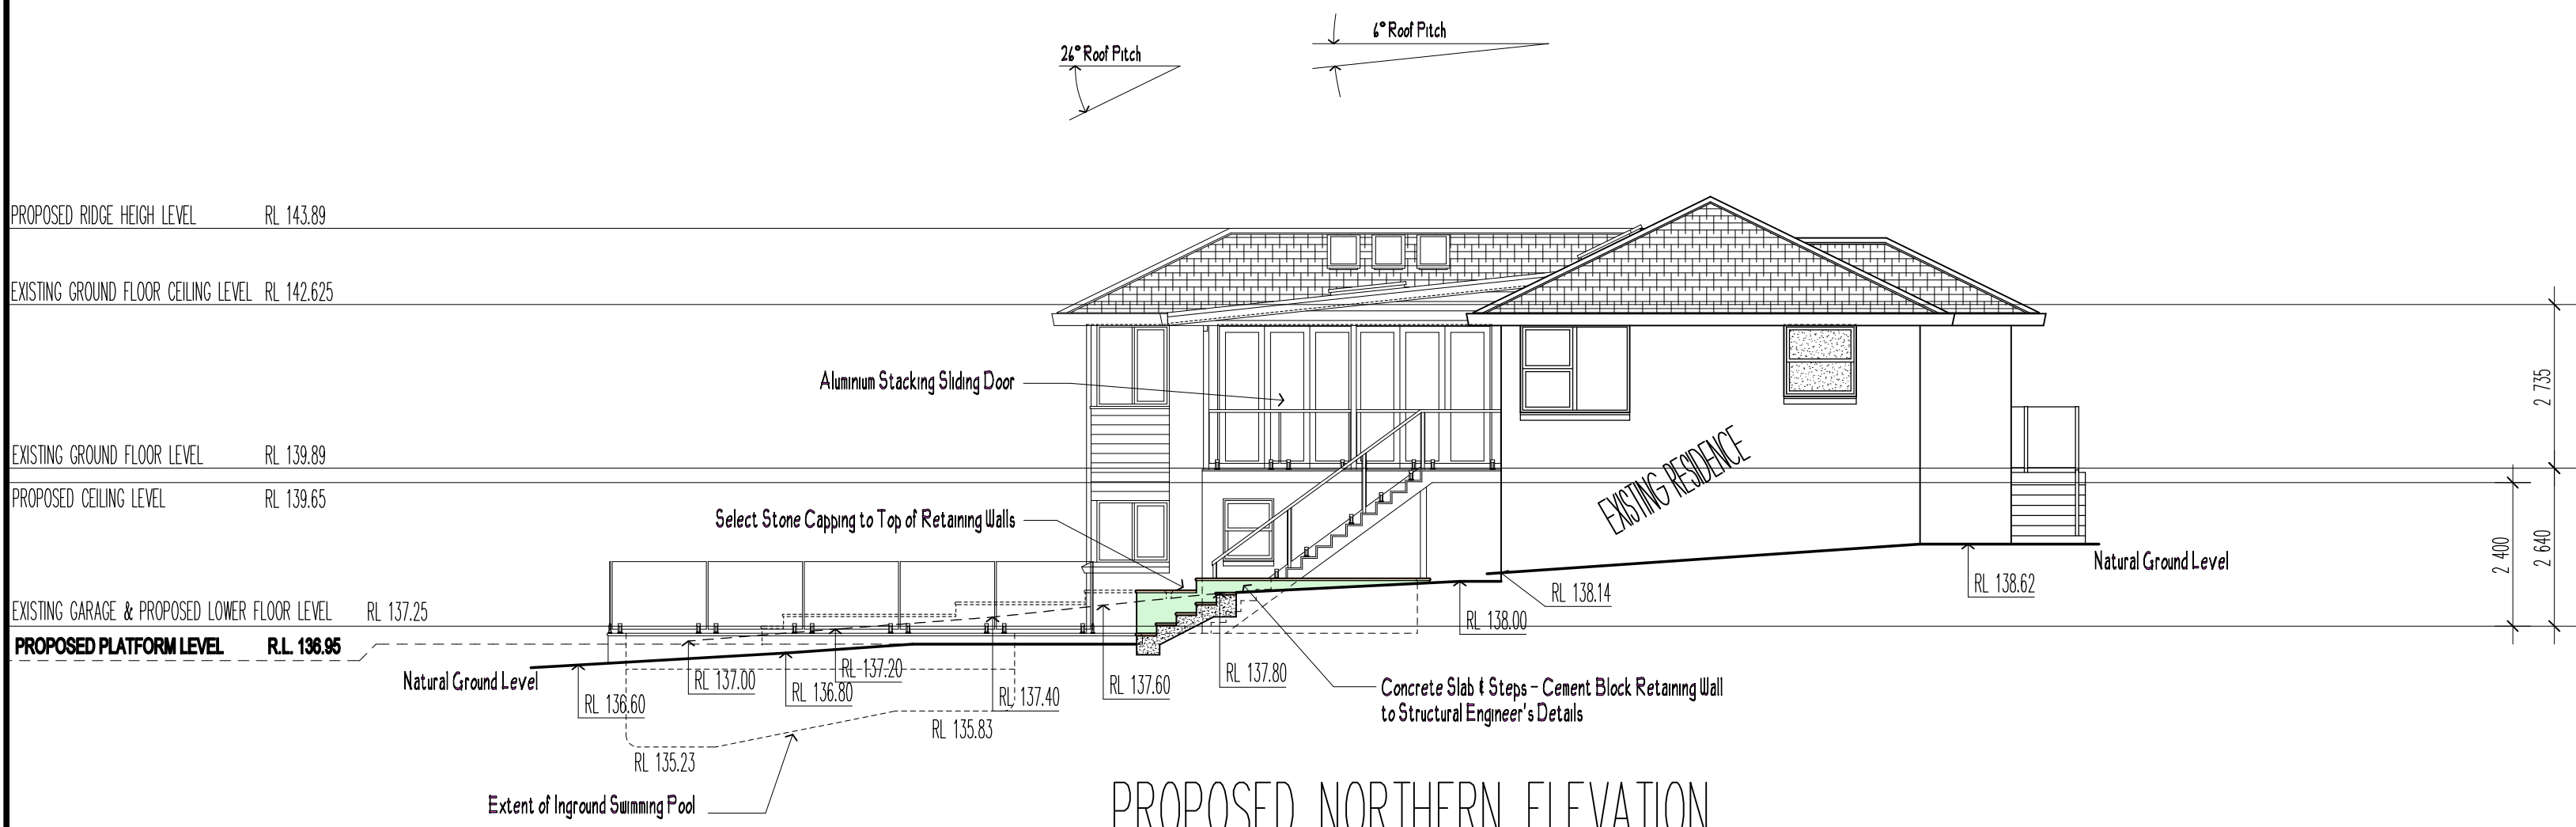 6° Roof Pitch
26° Roof Pitch
PROPOSED RIDGE HEIGH LEVEL RL 143.89
EXISTING GROUND FLOOR CEILING LEVEL RL 142.625
Aluminium Stacking Sliding Door
2 735
EXISTING GROUND FLOOR LEVEL RL 139.89
PROPOSED CEILING LEVEL RL 139.65
EXISTING RESIDENCE
Select Stone Capping to Top of Retaining Walls
2 400
2 640
Natural Ground Level
RL 138.62
RL 138.14
RL 138.00
EXISTING GARAGE & PROPOSED LOWER FLOOR LEVEL RL 137.25
PROPOSED PLATFORM LEVEL R.L. 136.95
Natural Ground Level
RL 136.60
RL 137.00
RL 136.80
RL 137.20
RL 137.40
RL 137.60
RL 137.80
Concrete Slab & Steps - Cement Block Retaining Wall
to Structural Engineer's Details
RL 135.83
RL 135.23
Extent of Inground Swimming Pool
PROPOSED NORTHERN ELEVATION